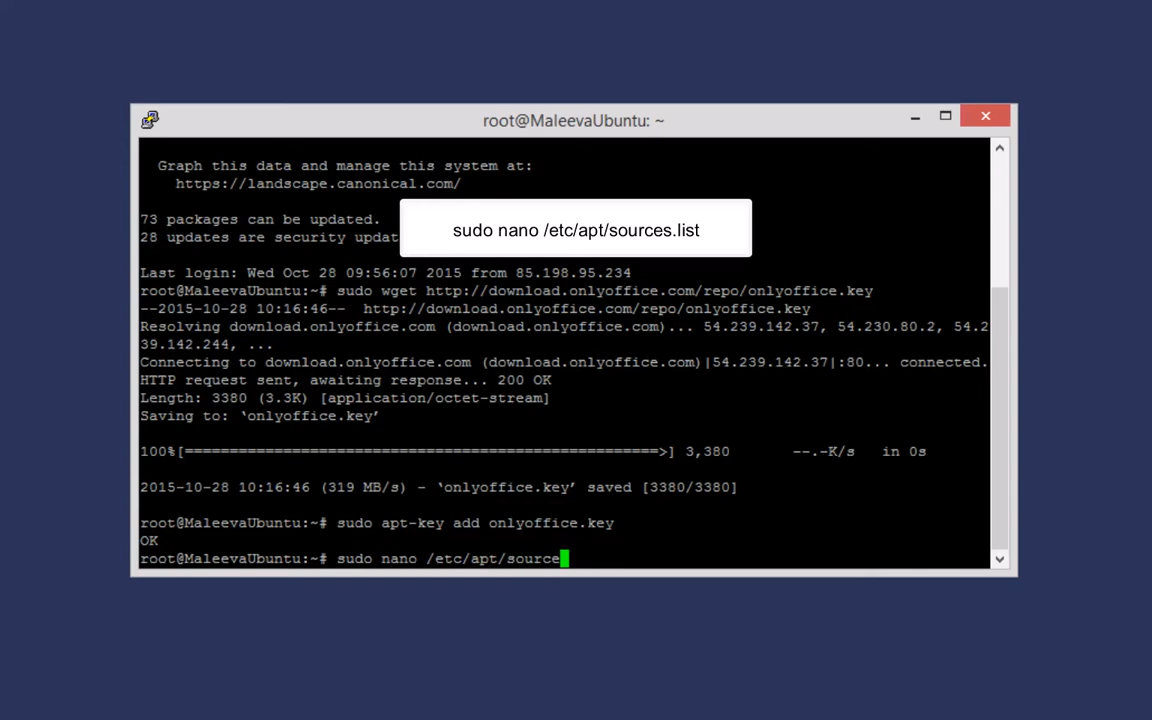 root@MaleevaUbuntu: ~
Graph this data and manage this system at:
https://landscape.canonical.com/
73 packages can be updated.
28 updates are security updat
sudo nano /etc/apt/sources.list
Last login: Wed Oct 28 09:56:07 2015 from 85.198.95.234
root@MaleevaUbuntu:~# sudo wget http://download.onlyoffice.com/repo/onlyoffice.key
--2015-10-28 10:16:46--  http://download.onlyoffice.com/repo/onlyoffice.key
Resolving download.onlyoffice.com (download.onlyoffice.com)... 54.239.142.37, 54.230.80.2, 54.2
39.142.244, ...
Connecting to download.onlyoffice.com (download.onlyoffice.com)|54.239.142.37|:80... connected.
HTTP request sent, awaiting response... 200 OK
Length: 3380 (3.3K) [application/octet-stream]
Saving to: ‘onlyoffice.key’
100%[======================================================>] 3,380       --.-K/s   in 0s
2015-10-28 10:16:46 (319 MB/s) - ‘onlyoffice.key’ saved [3380/3380]
root@MaleevaUbuntu:~# sudo apt-key add onlyoffice.key
OK
root@MaleevaUbuntu:~# sudo nano /etc/apt/source